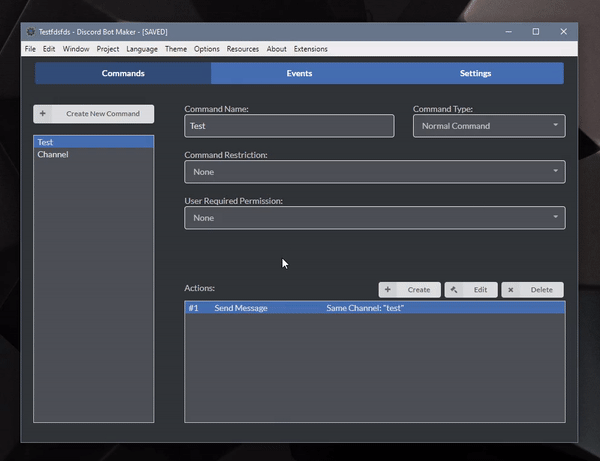 Testfdsfds - Discord Bot Maker - [SAVED]
File Edit Window Project Language Theme Options Resources About Extensions
Commands Events Settings
+ Create New Command
Test
Channel
Command Name:
Test
Command Type:
Normal Command
Command Restriction:
None
User Required Permission:
None
Actions:
+ Create Edit × Delete
#1 Send Message Same Channel: "test"